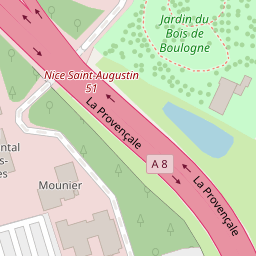 Jardin du
Bois de
Boulogne
Nice Saint-Augustin
51
La Provençale
A 8
La Provençale
Mounier